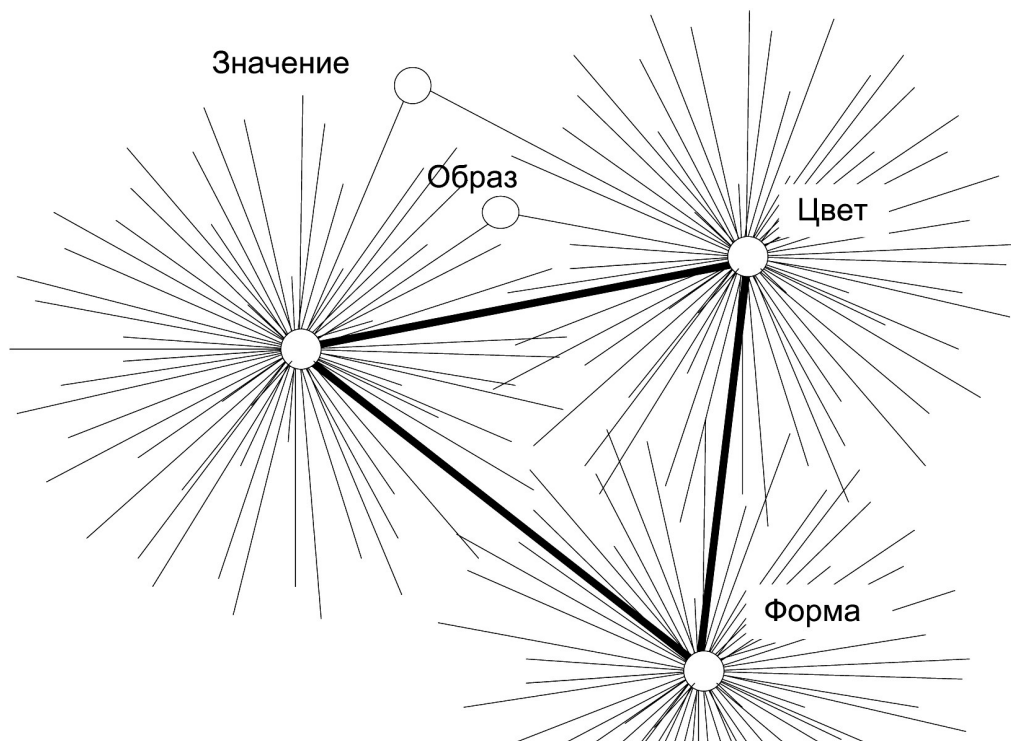 Значение
Образ
Цвет
Форма